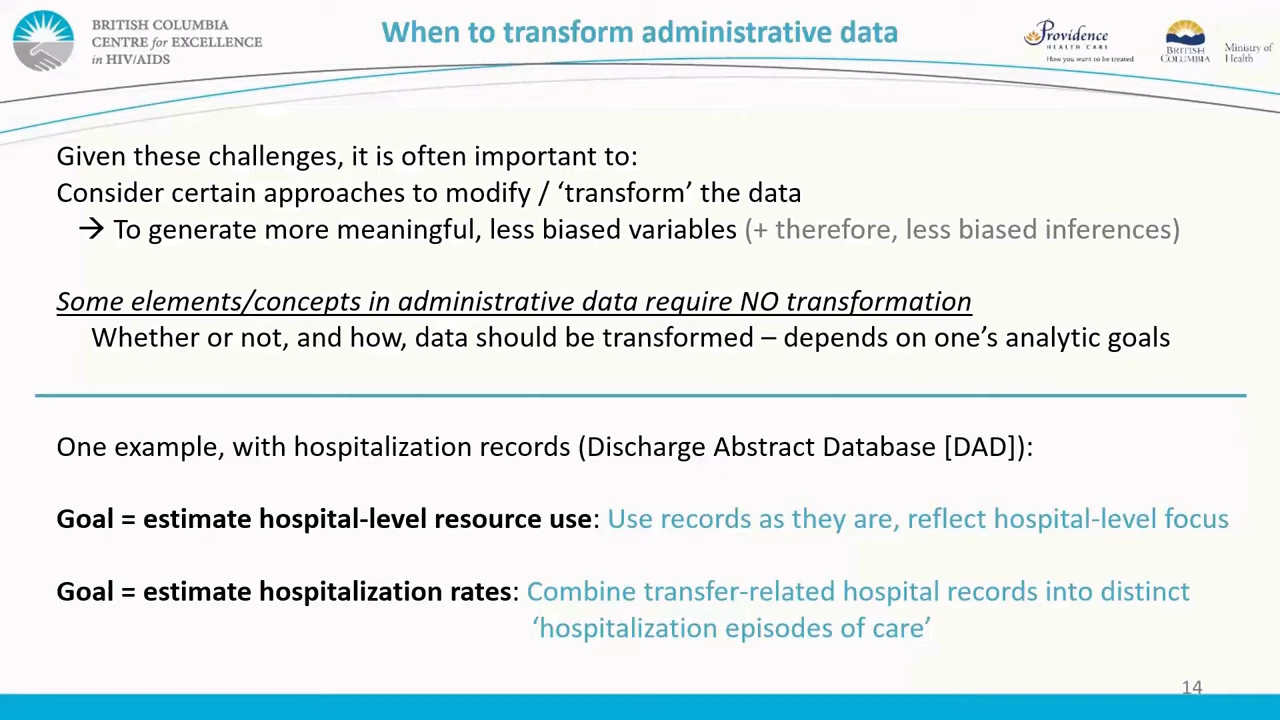 BRITISH COLUMBIA
CENTRE for EXCELLENCE
in HIV/AIDS
When to transform administrative data
Providence
HEALTH CARE
How you want to be treated
BRITISH
COLUMBIA
Ministry of
Health
Given these challenges, it is often important to:
Consider certain approaches to modify / ‘transform’ the data
→ To generate more meaningful, less biased variables (+ therefore, less biased inferences)
Some elements/concepts in administrative data require NO transformation
Whether or not, and how, data should be transformed – depends on one’s analytic goals
One example, with hospitalization records (Discharge Abstract Database [DAD]):
Goal = estimate hospital-level resource use: Use records as they are, reflect hospital-level focus
Goal = estimate hospitalization rates: Combine transfer-related hospital records into distinct
‘hospitalization episodes of care’
14